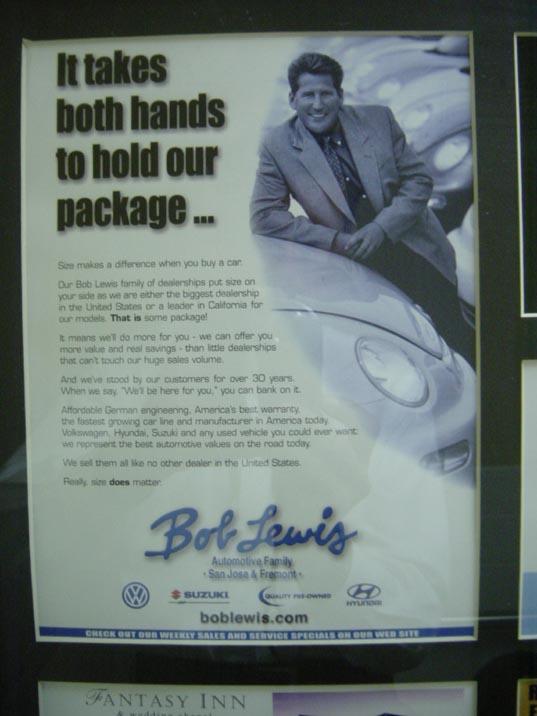 It takes
both hands
to hold our
package ...
Size makes a difference when you buy a car.
Our Bob Lewis family of dealerships put size on
your side as we are either the biggest dealership
in the United States or a leader in California for
our models. That is some package!
It means we'll do more for you - we can offer you
more value and real savings - than little dealerships
that can't touch our huge sales volume.
And we've stood by our customers for over 30 years.
When we say, "We'll be here for you," you can bank on it.
Affordable German engineering, America's best warranty,
the fastest growing car line and manufacturer in America today.
Volkswagen, Hyundai, Suzuki and any used vehicle you could ever want:
we represent the best automotive values on the road today.
We sell them all like no other dealer in the United States.
Really, size does matter.
Bob Lewis
Automotive Family
· San Jose & Fremont ·
SUZUKI
QUALITY PRE-OWNED
HYUNDAI
boblewis.com
CHECK OUT OUR WEEKLY SALES AND SERVICE SPECIALS ON OUR WEB SITE
FANTASY INN
& wedding chapel